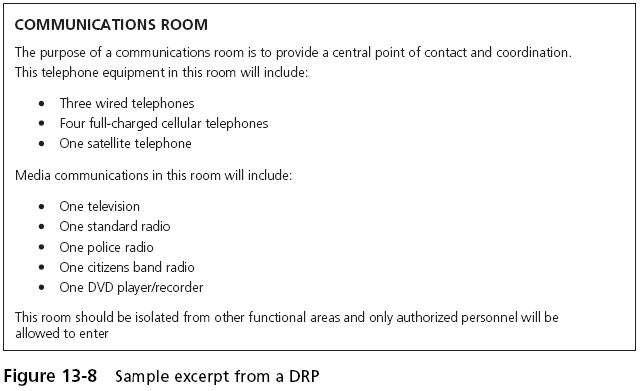 COMMUNICATIONS ROOM
The purpose of a communications room is to provide a central point of contact and coordination.
This telephone equipment in this room will include:
• Three wired telephones
• Four full-charged cellular telephones
• One satellite telephone
Media communications in this room will include:
• One television
• One standard radio
• One police radio
• One citizens band radio
• One DVD player/recorder
This room should be isolated from other functional areas and only authorized personnel will be
allowed to enter
Figure 13-8 Sample excerpt from a DRP